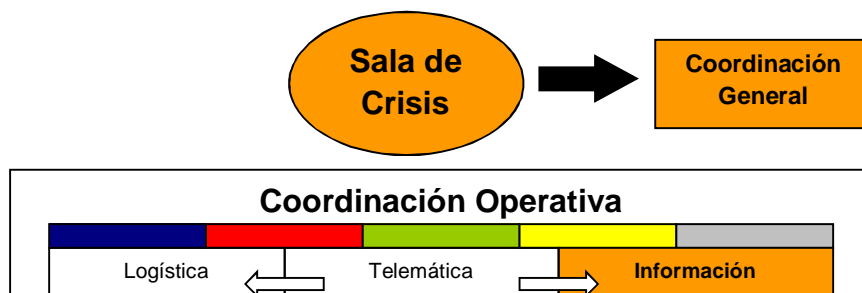 Sala de
Crisis
Coordinación
General
Coordinación Operativa
Logística
Telemática
Información